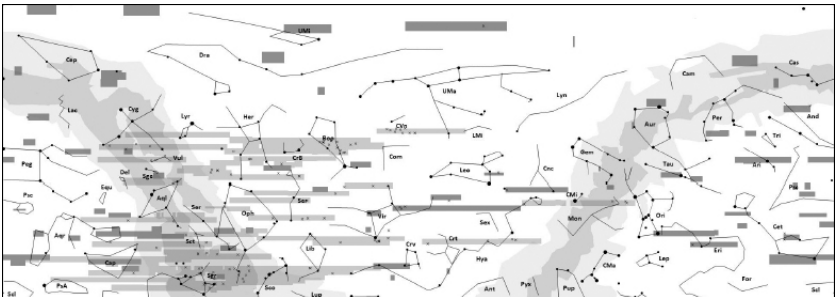 UMi
Dra
Cep
Cam
Cas
Lyn
UMa
Lac
Cyg
Lyr
Her
Boo
CVn
LMi
Aur
Per
And
Tri
Vul
CrB
Com
Gem
Tau
Ari
Peg
Del
Sge
Leo
Cnc
Psc
Equ
Aql
Ser
Ser
CMi
Psc
Oph
Vir
Sex
Mon
Ori
Cet
Aqr
Sct
Lib
Crv
Crt
Hya
Eri
Cap
Sgr
CMa
Lep
Scl
PsA
Sco
Lup
Ant
Pyx
Pup
For
Scl